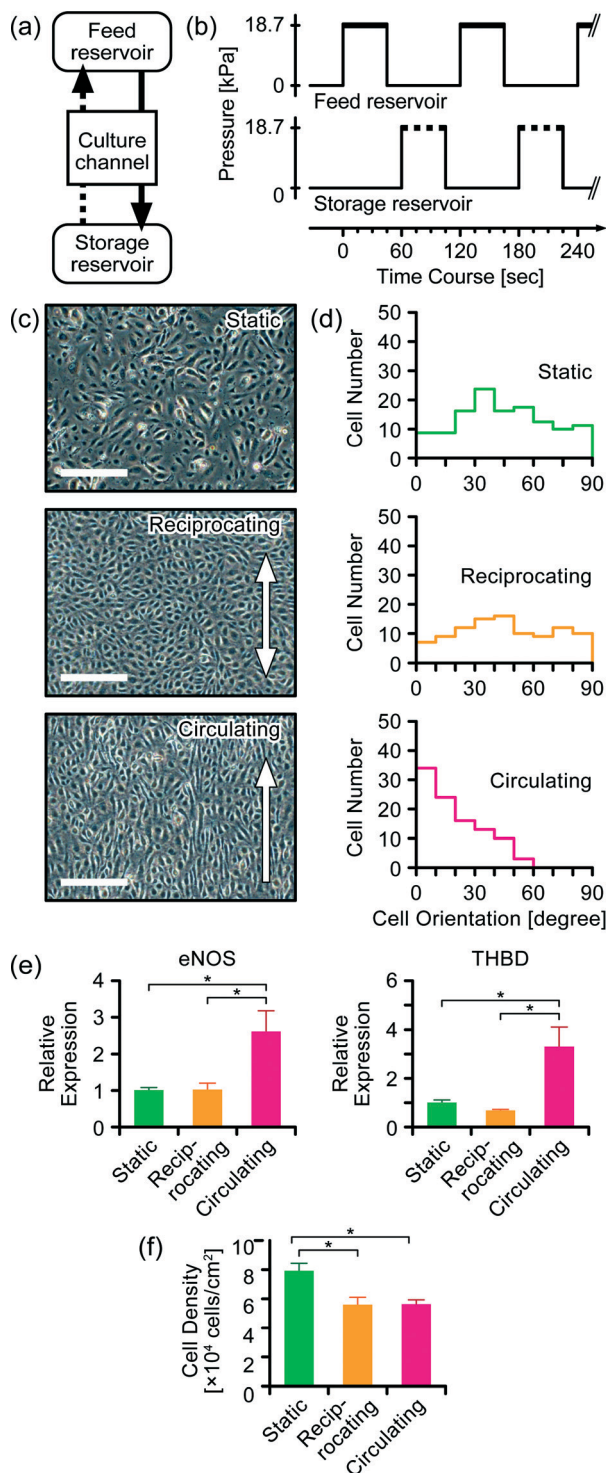 (a)
Feed
reservoir
Culture
channel
Storage
reservoir
(b)
Pressure [kPa]
18.7
0
Feed reservoir
18.7
0
Storage reservoir
0 60 120 180 240
Time Course [sec]
(c)
Static
Reciprocating
Circulating
(d)
Cell Number
50
40
30
20
10
0
Static
0 30 60 90
Cell Number
50
40
30
20
10
0
Reciprocating
0 30 60 90
Cell Number
50
40
30
20
10
0
Circulating
0 30 60 90
Cell Orientation [degree]
(e)
eNOS
Relative
Expression
4
3
2
1
0
*
*
Static
Recip-
rocating
Circulating
THBD
Relative
Expression
6
4
2
0
*
*
Static
Recip-
rocating
Circulating
(f)
Cell Density
[×10⁴ cells/cm²]
10
8
6
4
2
0
*
*
Static
Recip-
rocating
Circulating